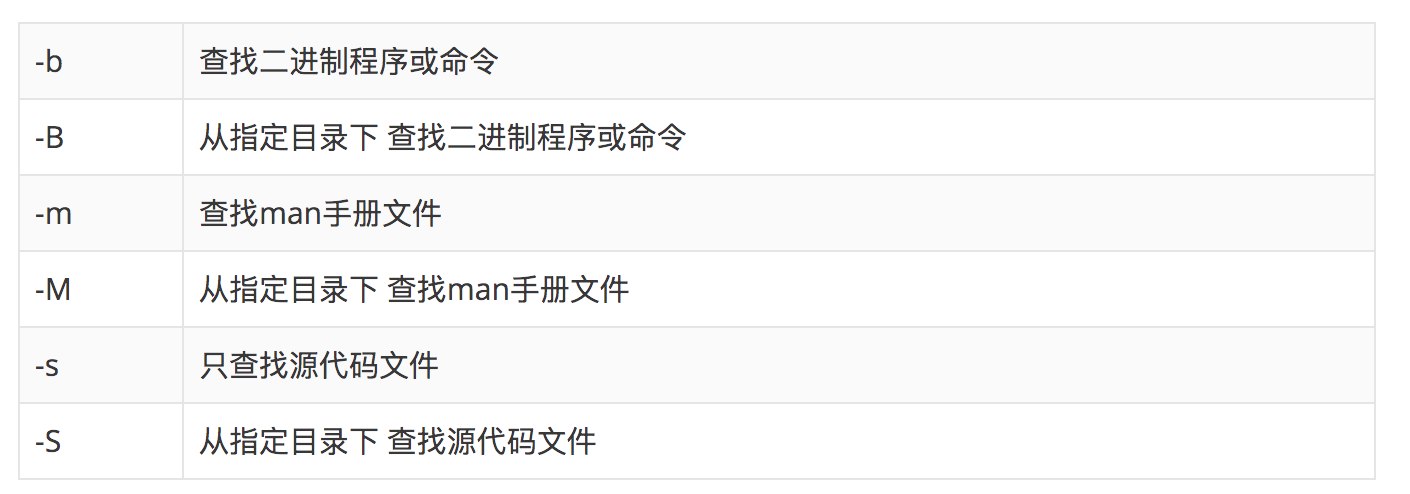 -b 查找二进制程序或命令
-B 从指定目录下 查找二进制程序或命令
-m 查找man手册文件
-M 从指定目录下 查找man手册文件
-s 只查找源代码文件
-S 从指定目录下 查找源代码文件